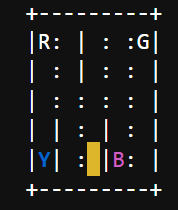 +---------+
|R: | : :G|
| : | : : |
| : : : : |
| | : | : |
|Y| : |B: |
+---------+